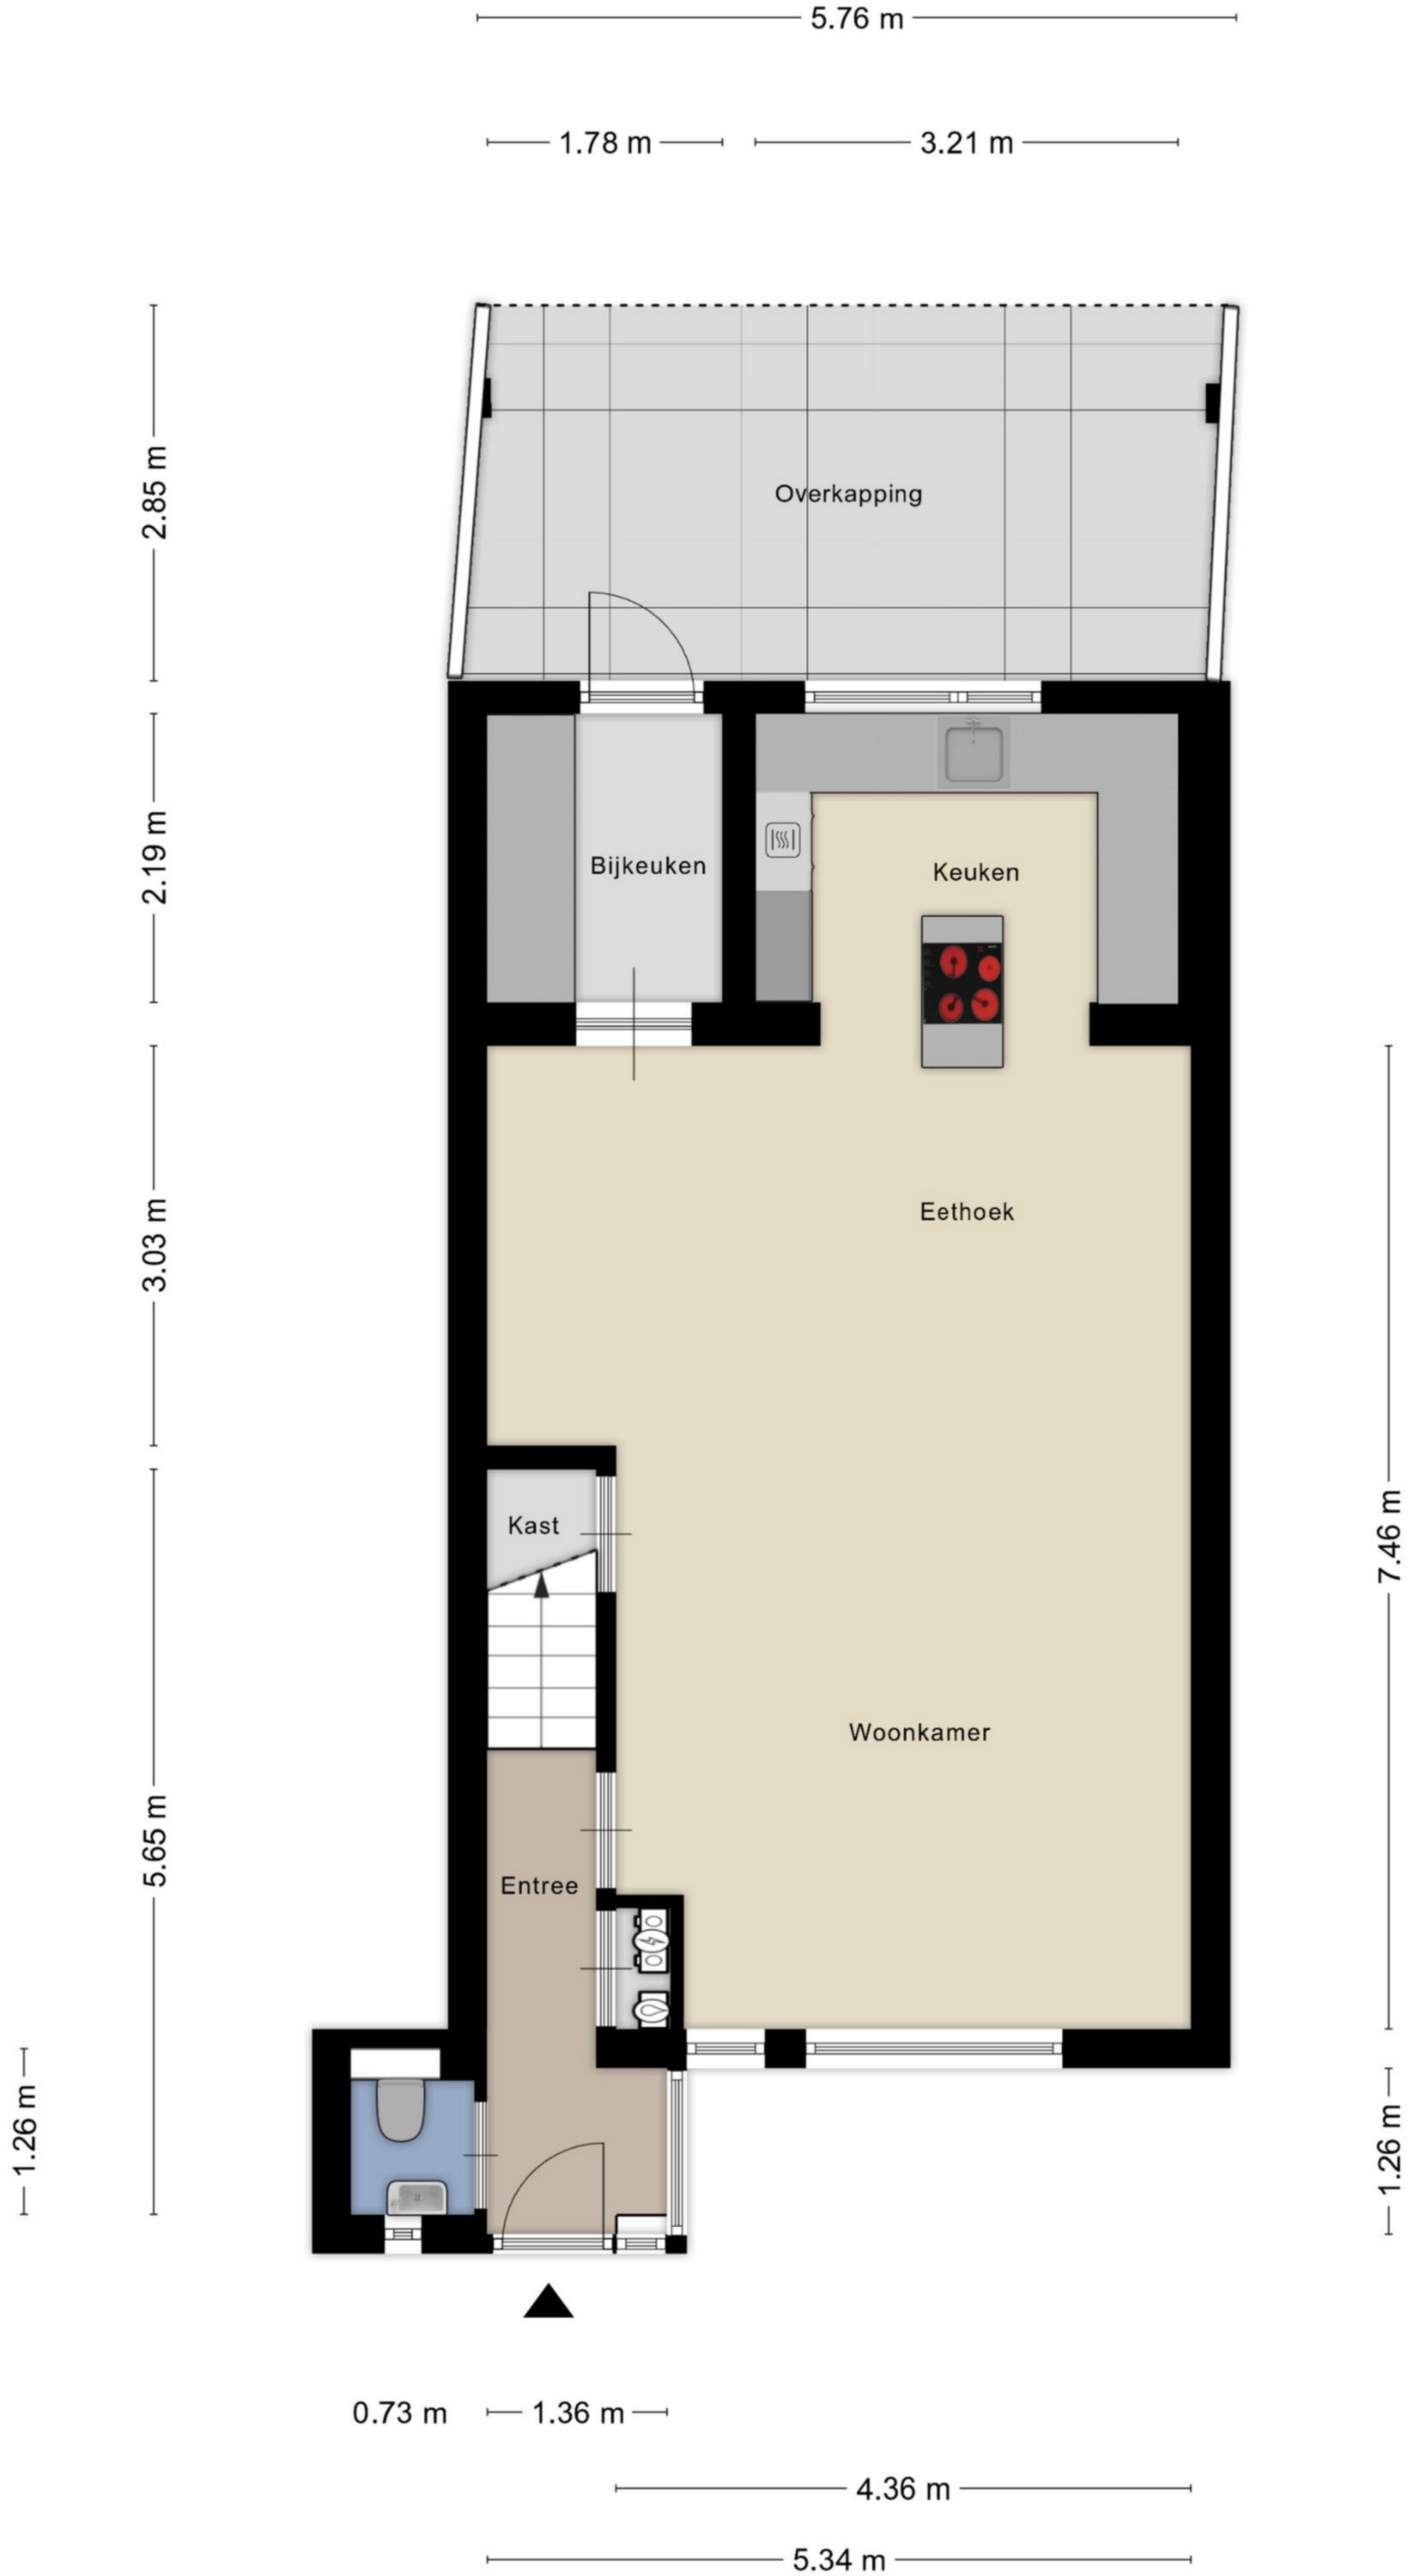 5.76 m
1.78 m
3.21 m
2.85 m
Overkapping
2.19 m
Bijkeuken
Keuken
3.03 m
Eethoek
7.46 m
Kast
Woonkamer
5.65 m
Entree
1.26 m
1.26 m
0.73 m
1.36 m
4.36 m
5.34 m